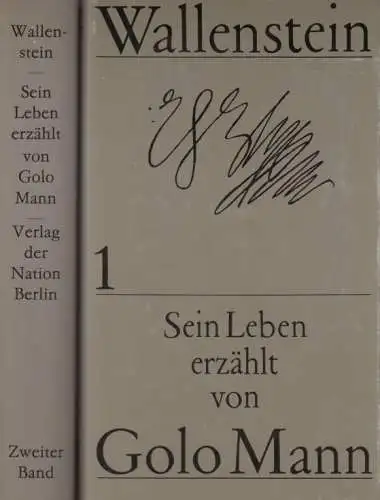 Wallen-
stein
Sein
Leben
erzählt
von
Golo
Mann
Verlag
der
Nation
Berlin
Zweiter
Band
Wallenstein
1
Sein Leben
erzählt
von
Golo Mann